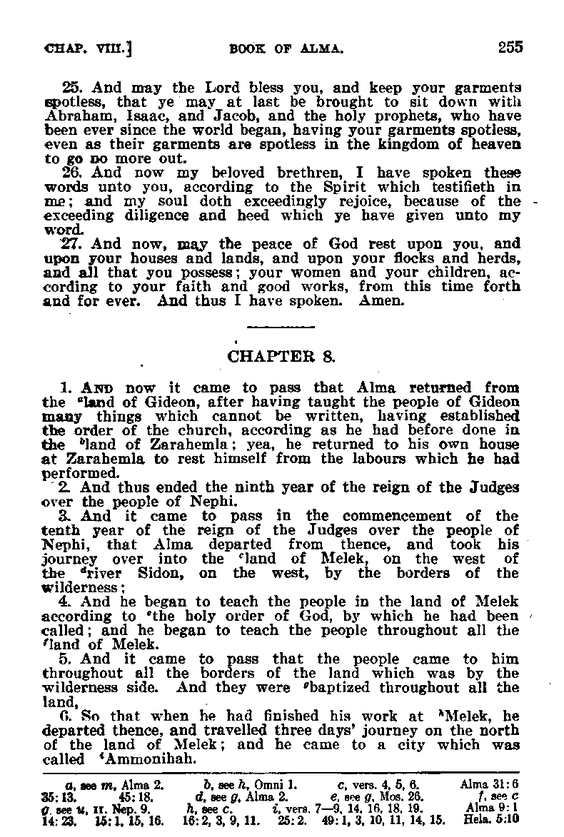 CHAP. VIII.] BOOK OF ALMA. 255
25. And may the Lord bless you, and keep your garments
spotless, that ye may at last be brought to sit down with
Abraham, Isaac, and Jacob, and the holy prophets, who have
been ever since the world began, having your garments spotless,
even as their garments are spotless in the kingdom of heaven
to go no more out.
26. And now my beloved brethren, I have spoken these
words unto you, according to the Spirit which testifieth in
me; and my soul doth exceedingly rejoice, because of the
exceeding diligence and heed which ye have given unto my
word.
27. And now, may the peace of God rest upon you, and
upon your houses and lands, and upon your flocks and herds,
and all that you possess; your women and your children, ac-
cording to your faith and good works, from this time forth
and for ever. And thus I have spoken. Amen.
CHAPTER 8.
1. AND now it came to pass that Alma returned from
the ᵃland of Gideon, after having taught the people of Gideon
many things which cannot be written, having established
the order of the church, according as he had before done in
the ᵇland of Zarahemla; yea, he returned to his own house
at Zarahemla to rest himself from the labours which he had
performed.
2. And thus ended the ninth year of the reign of the Judges
over the people of Nephi.
3. And it came to pass in the commencement of the
tenth year of the reign of the Judges over the people of
Nephi, that Alma departed from thence, and took his
journey over into the ᶜland of Melek, on the west of
the ᵈriver Sidon, on the west, by the borders of the
wilderness;
4. And he began to teach the people in the land of Melek
according to ᵉthe holy order of God, by which he had been
called; and he began to teach the people throughout all the
ᶠland of Melek.
5. And it came to pass that the people came to him
throughout all the borders of the land which was by the
wilderness side. And they were ᵍbaptized throughout all the
land,
6. So that when he had finished his work at ʰMelek, he
departed thence, and travelled three days' journey on the north
of the land of Melek; and he came to a city which was
called ⁱAmmonihah.
a, see m, Alma 2. b, see h, Omni 1. c, vers. 4, 5, 6. Alma 31:6
35:13. 45:18. d, see g, Alma 2. e, see g, Mos. 26. f, see c
g, see u, II. Nep. 9. h, see c. i, vers. 7—9, 14, 16, 18, 19. Alma 9:1
14:23. 15:1, 15, 16. 16:2, 3, 9, 11. 25:2. 49:1, 3, 10, 11, 14, 15. Hela. 5:10